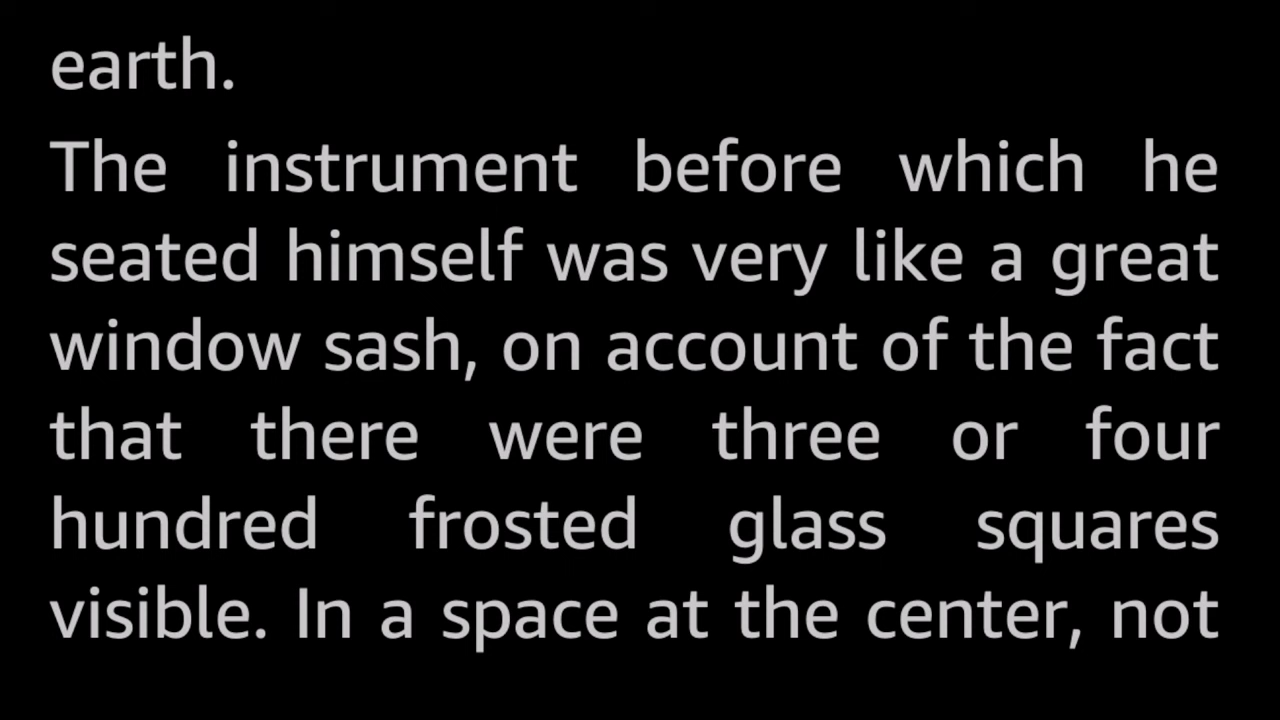 earth.
The instrument before which he
seated himself was very like a great
window sash, on account of the fact
that there were three or four
hundred frosted glass squares
visible. In a space at the center, not